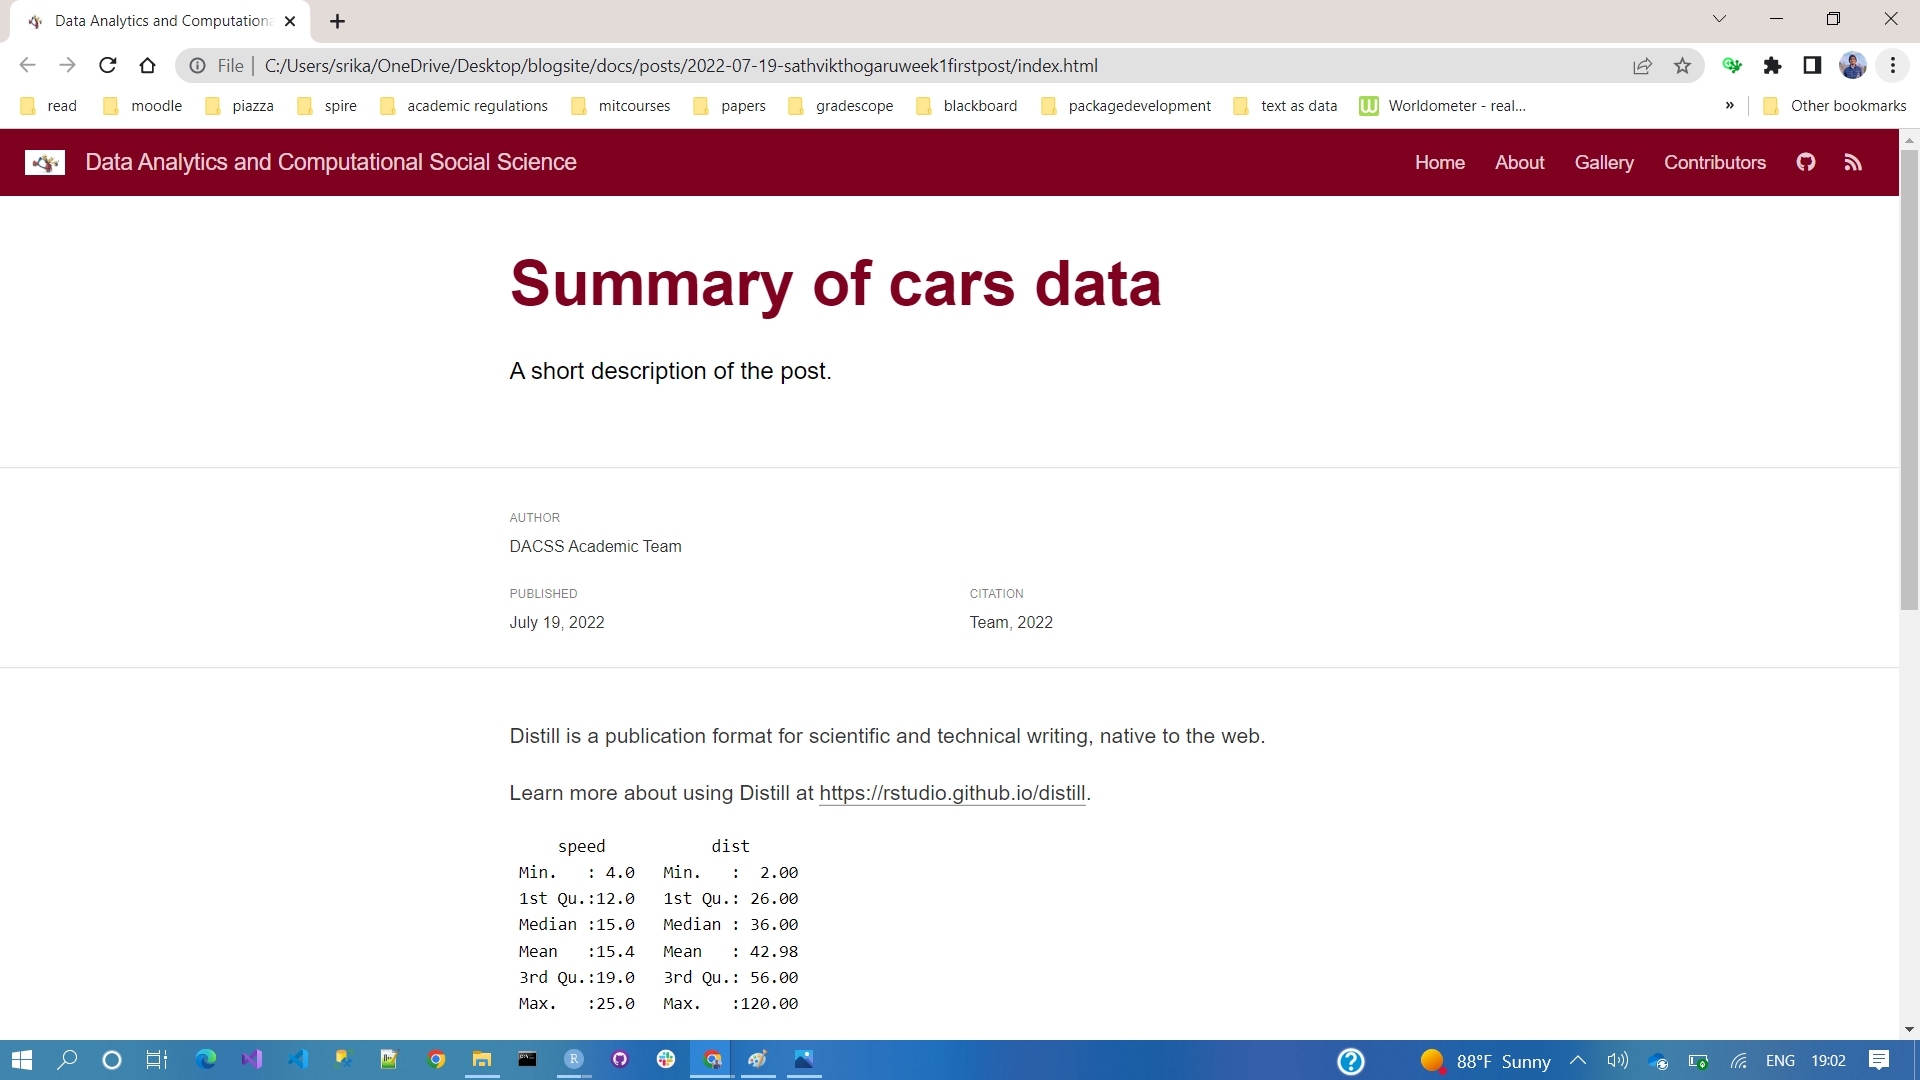 Data Analytics and Computationa
File | C:/Users/srika/OneDrive/Desktop/blogsite/docs/posts/2022-07-19-sathvikthogaruweek1firstpost/index.html
read moodle piazza spire academic regulations mitcourses papers gradescope blackboard packagedevelopment text as data Worldometer - real... » Other bookmarks
Data Analytics and Computational Social Science Home About Gallery Contributors
Summary of cars data
A short description of the post.
AUTHOR
DACSS Academic Team
PUBLISHED CITATION
July 19, 2022 Team, 2022
Distill is a publication format for scientific and technical writing, native to the web.
Learn more about using Distill at https://rstudio.github.io/distill.
speed dist
Min. : 4.0 Min. : 2.00
1st Qu.:12.0 1st Qu.: 26.00
Median :15.0 Median : 36.00
Mean :15.4 Mean : 42.98
3rd Qu.:19.0 3rd Qu.: 56.00
Max. :25.0 Max. :120.00
88°F Sunny ENG 19:02